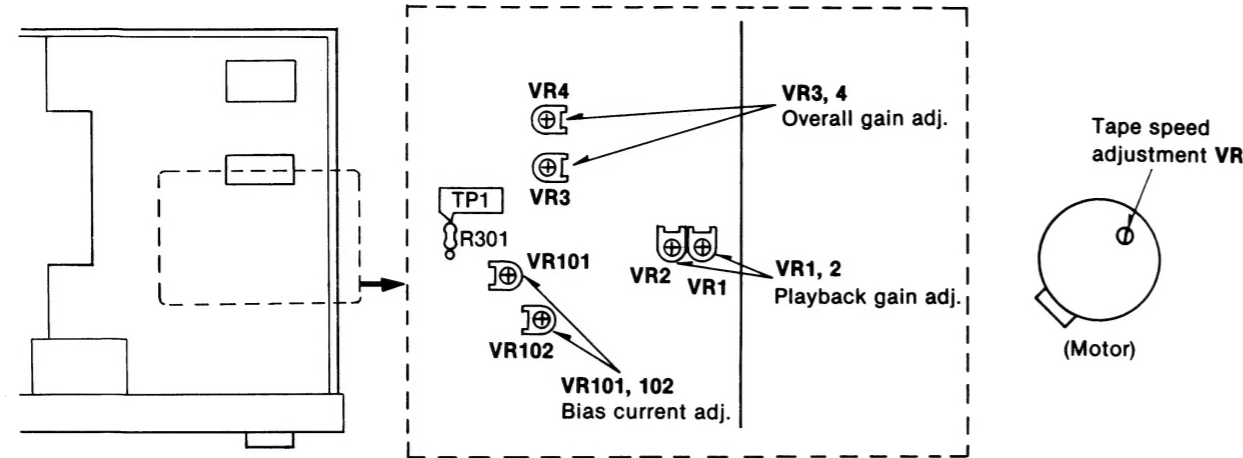 VR4
VR3, 4
Overall gain adj.
VR3
TP1
R301
VR101
VR2
VR1
VR1, 2
Playback gain adj.
VR102
VR101, 102
Bias current adj.
Tape speed
adjustment VR
(Motor)